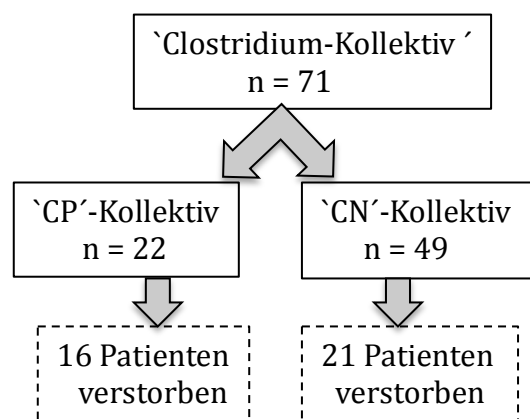 `Clostridium-Kollektiv ´
n = 71
`CP´-Kollektiv
n = 22
`CN´-Kollektiv
n = 49
16 Patienten
verstorben
21 Patienten
verstorben